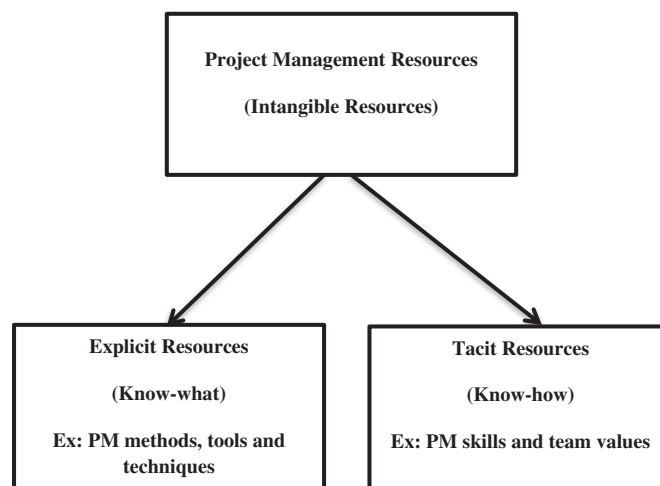 Project Management Resources
(Intangible Resources)
Explicit Resources
(Know-what)
Ex: PM methods, tools and
techniques
Tacit Resources
(Know-how)
Ex: PM skills and team values